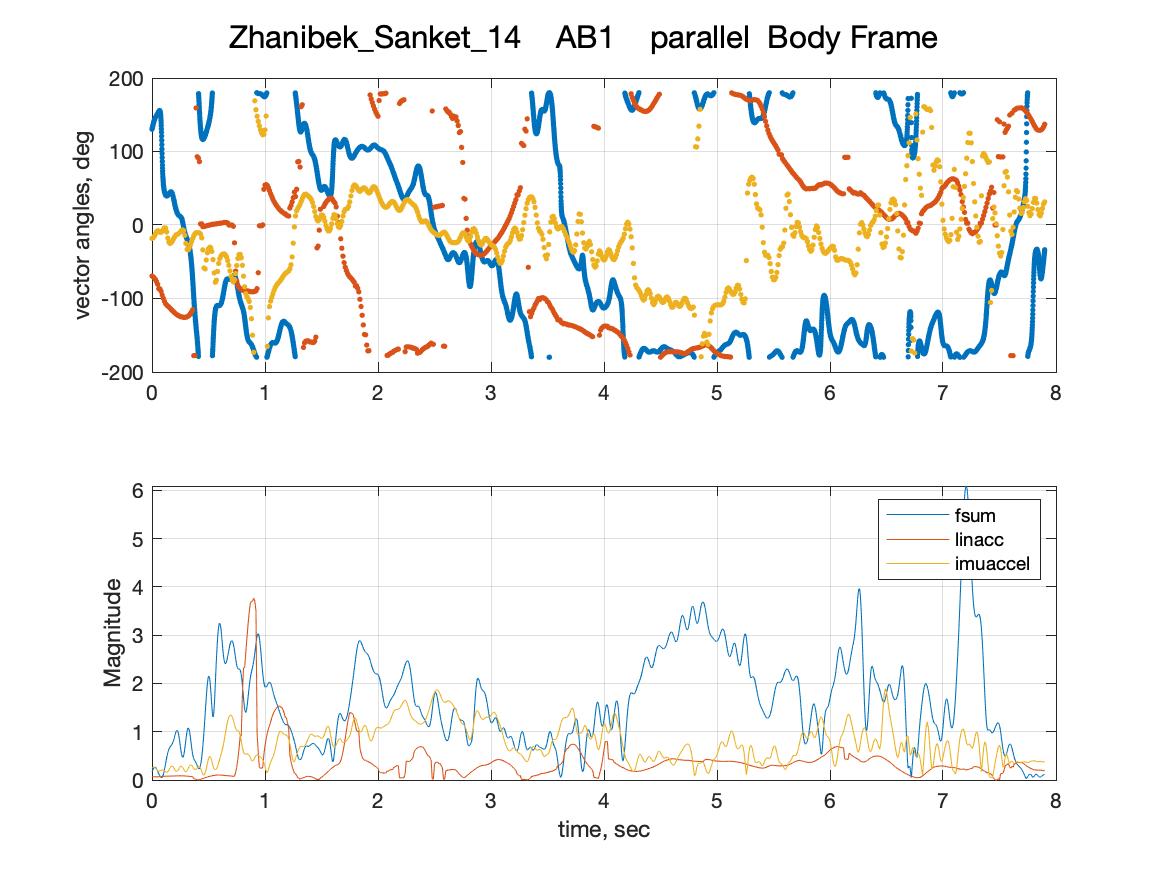 Zhanibek_Sanket_14 AB1 parallel Body Frame
200
100
0
-100
-200
vector angles, deg
0 1 2 3 4 5 6 7 8
6
5
4
3
2
1
0
Magnitude
fsum
linacc
imuaccel
0 1 2 3 4 5 6 7 8
time, sec